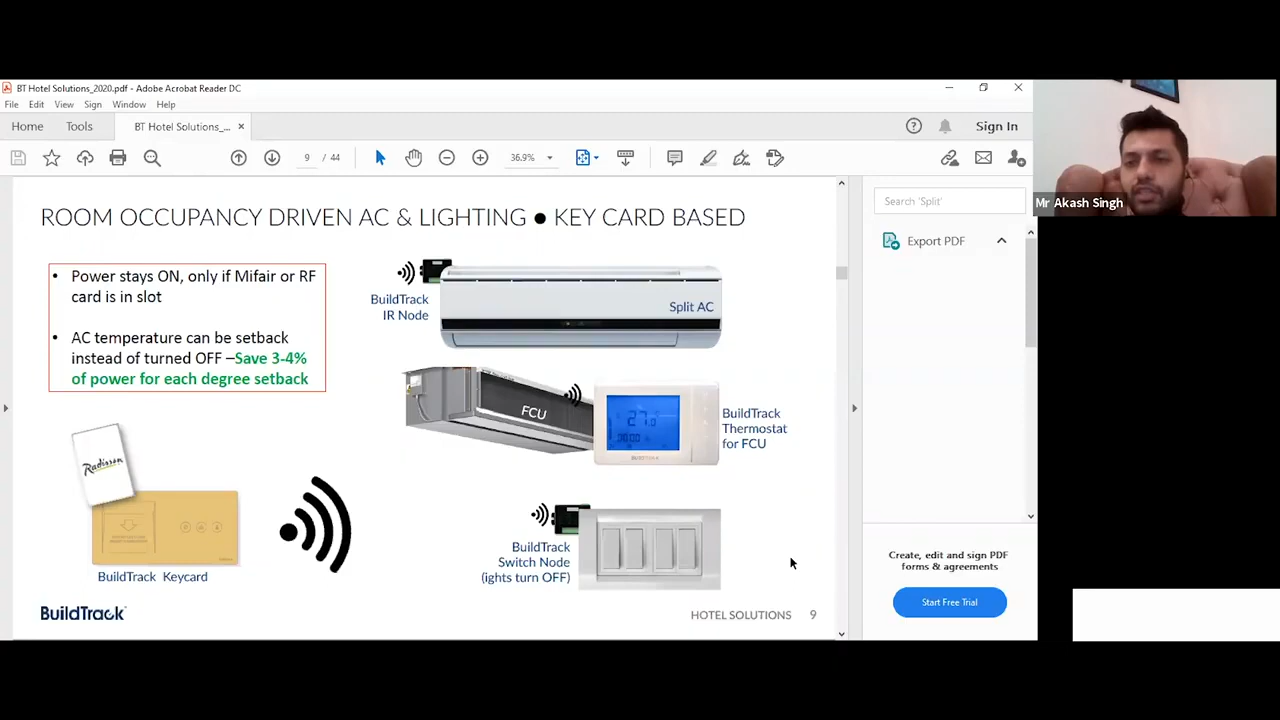 BT Hotel Solutions_2020.pdf - Adobe Acrobat Reader DC
File Edit View Sign Window Help
Home Tools BT Hotel Solutions_...
Sign In
9 / 44 36.9%
Mr Akash Singh
ROOM OCCUPANCY DRIVEN AC & LIGHTING ● KEY CARD BASED
• Power stays ON, only if Mifair or RF
card is in slot
• AC temperature can be setback
instead of turned OFF –Save 3-4%
of power for each degree setback
BuildTrack
IR Node
Split AC
FCU
27.0
BUILDTRACK
BuildTrack
Thermostat
for FCU
Radisson
BuildTrack Keycard
BuildTrack
Switch Node
(ights turn OFF)
BuildTrack
HOTEL SOLUTIONS 9
Search 'Split'
Export PDF
Create, edit and sign PDF
forms & agreements
Start Free Trial